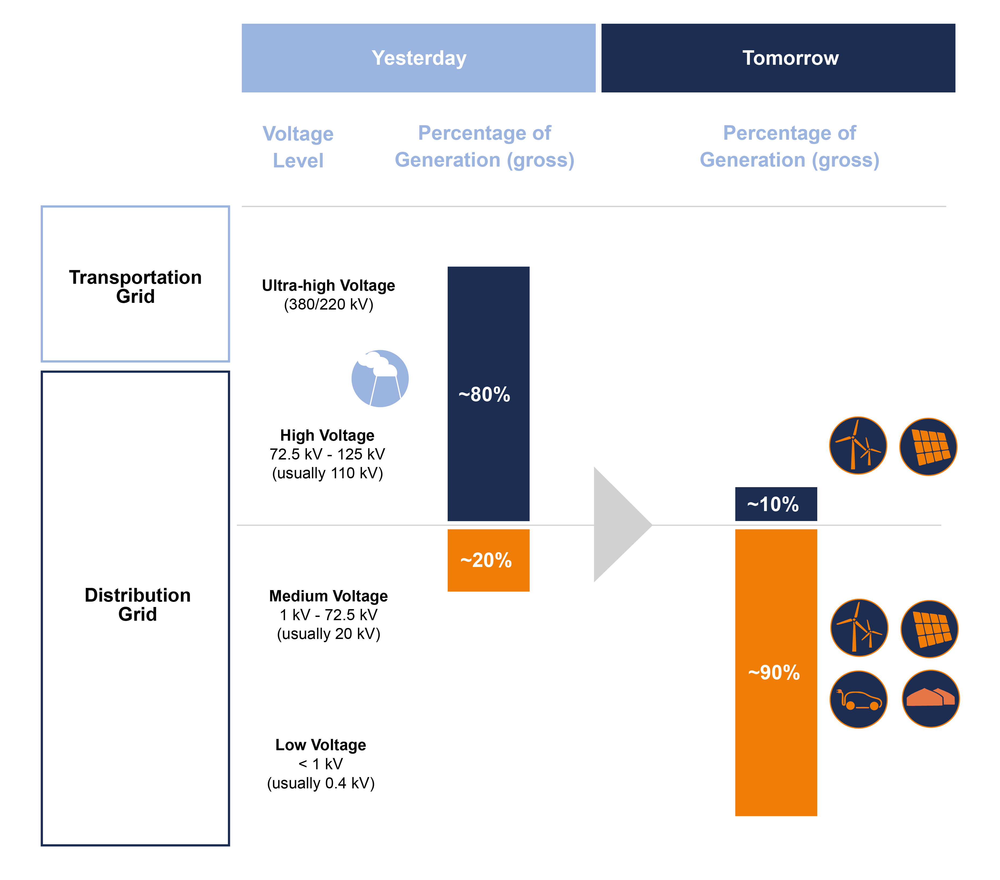 Yesterday
Tomorrow
Voltage
Level
Percentage of
Generation (gross)
Percentage of
Generation (gross)
Transportation
Grid
Ultra-high Voltage
(380/220 kV)
~80%
High Voltage
72.5 kV - 125 kV
(usually 110 kV)
~10%
Distribution
Grid
~20%
Medium Voltage
1 kV - 72.5 kV
(usually 20 kV)
~90%
Low Voltage
< 1 kV
(usually 0.4 kV)